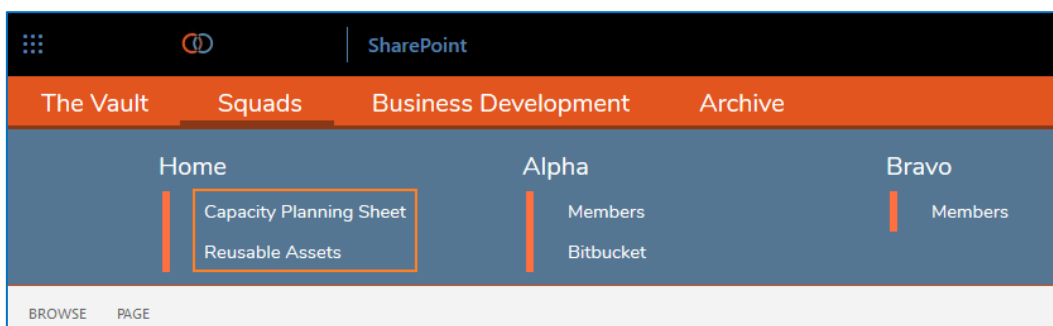 SharePoint
The Vault Squads Business Development Archive
Home Alpha Bravo
Capacity Planning Sheet Members Members
Reusable Assets Bitbucket
BROWSE PAGE